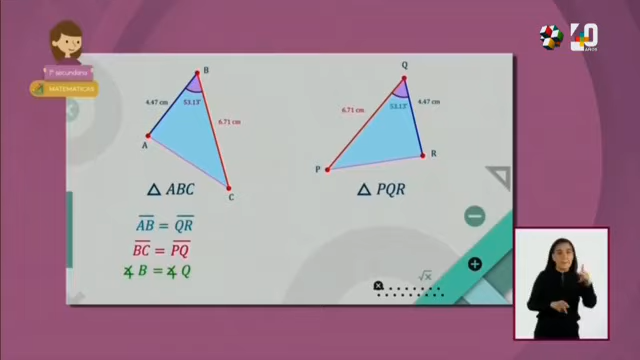 1° secundaria
MATEMÁTICAS
40
AÑOS
B
4.47 cm
53.13°
6.71 cm
A
C
△ ABC
Q
6.71 cm
53.13°
4.47 cm
P
R
△ PQR
AB = QR
BC = PQ
∡ B = ∡ Q
√x